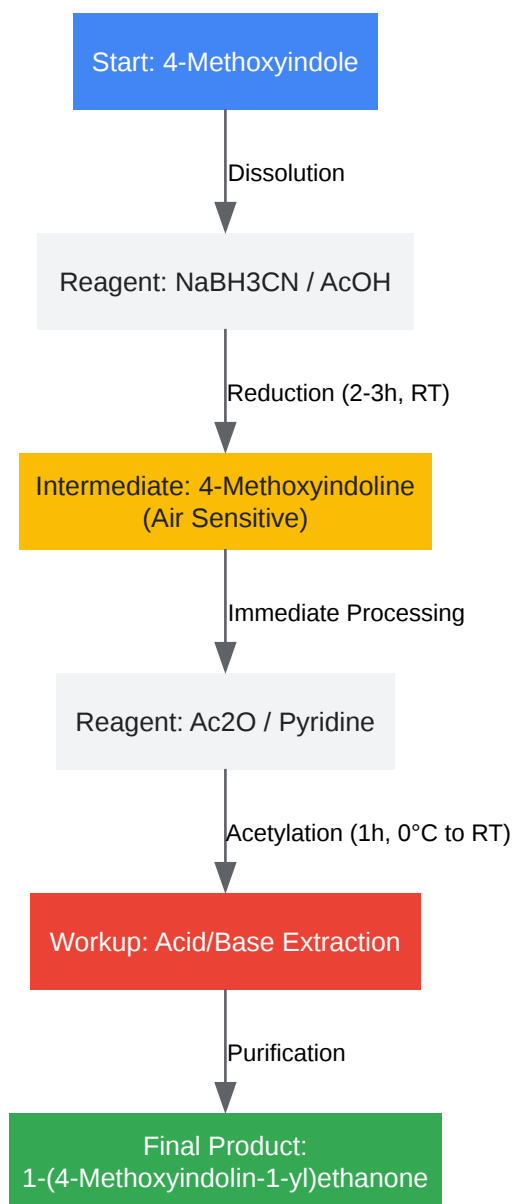 Start: 4-Methoxyindole
Dissolution
Reagent: NaBH3CN / AcOH
Reduction (2-3h, RT)
Intermediate: 4-Methoxyindoline
(Air Sensitive)
Immediate Processing
Reagent: Ac2O / Pyridine
Acetylation (1h, 0°C to RT)
Workup: Acid/Base Extraction
Purification
Final Product:
1-(4-Methoxyindolin-1-yl)ethanone